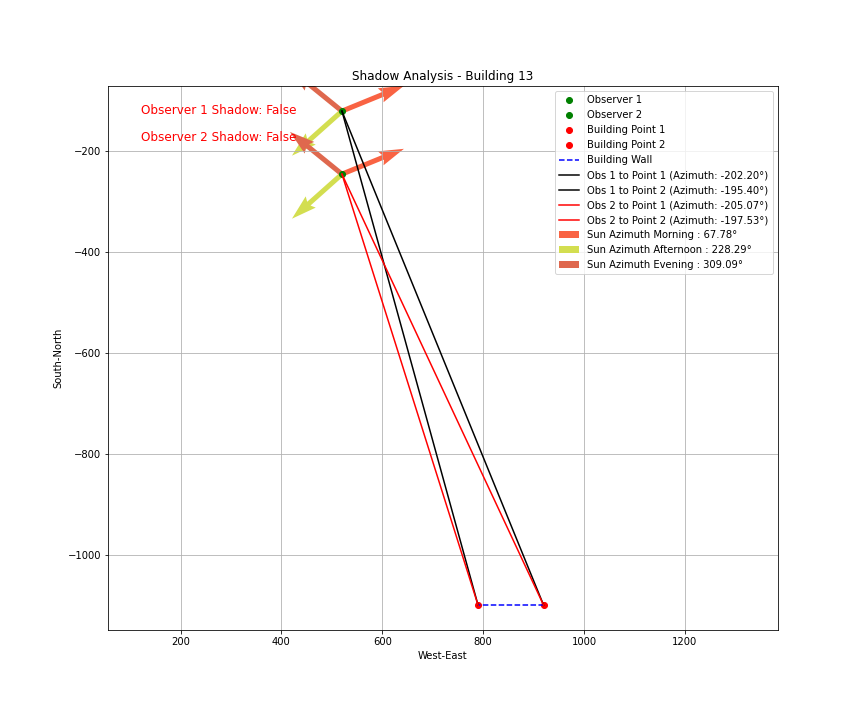 Shadow Analysis - Building 13
Observer 1 Shadow: False
Observer 2 Shadow: False
Observer 1
Observer 2
Building Point 1
Building Point 2
Building Wall
Obs 1 to Point 1 (Azimuth: -202.20°)
Obs 1 to Point 2 (Azimuth: -195.40°)
Obs 2 to Point 1 (Azimuth: -205.07°)
Obs 2 to Point 2 (Azimuth: -197.53°)
Sun Azimuth Morning : 67.78°
Sun Azimuth Afternoon : 228.29°
Sun Azimuth Evening : 309.09°
−200
−400
−600
−800
−1000
South-North
200 400 600 800 1000 1200
West-East